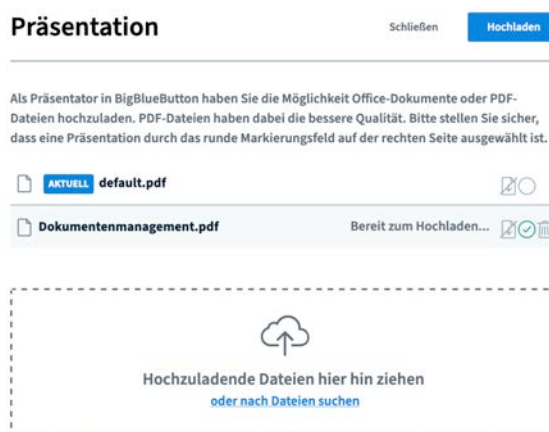 Präsentation Schließen Hochladen
Als Präsentator in BigBlueButton haben Sie die Möglichkeit Office-Dokumente oder PDF-
Dateien hochzuladen. PDF-Dateien haben dabei die bessere Qualität. Bitte stellen Sie sicher,
dass eine Präsentation durch das runde Markierungsfeld auf der rechten Seite ausgewählt ist.
AKTUELL default.pdf
Dokumentenmanagement.pdf Bereit zum Hochladen...
Hochzuladende Dateien hier hin ziehen
oder nach Dateien suchen